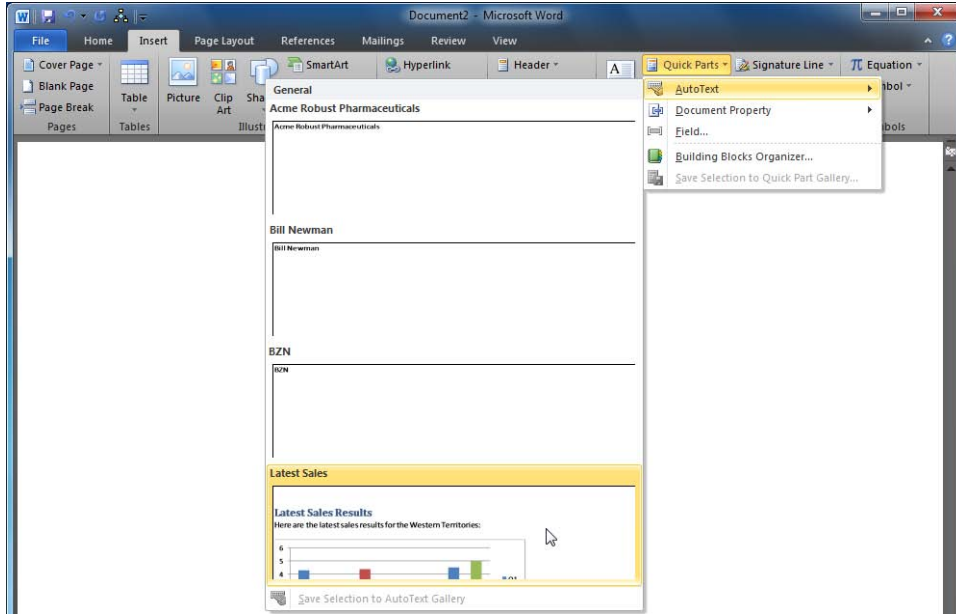 Document2 - Microsoft Word
File Home Insert Page Layout References Mailings Review View
Cover Page
Blank Page
Page Break
Pages
Table
Tables
Picture
Clip Art
Sha
Illust
SmartArt
Hyperlink
Header
A
Quick Parts
Signature Line
Equation
bol
bols
AutoText
Document Property
Field...
Building Blocks Organizer...
Save Selection to Quick Part Gallery...
General
Acme Robust Pharmaceuticals
Acme Robust Pharmaceuticals
Bill Newman
Bill Newman
BZN
BZN
Latest Sales
Latest Sales Results
Here are the latest sales results for the Western Territories:
6
5
4
Save Selection to AutoText Gallery